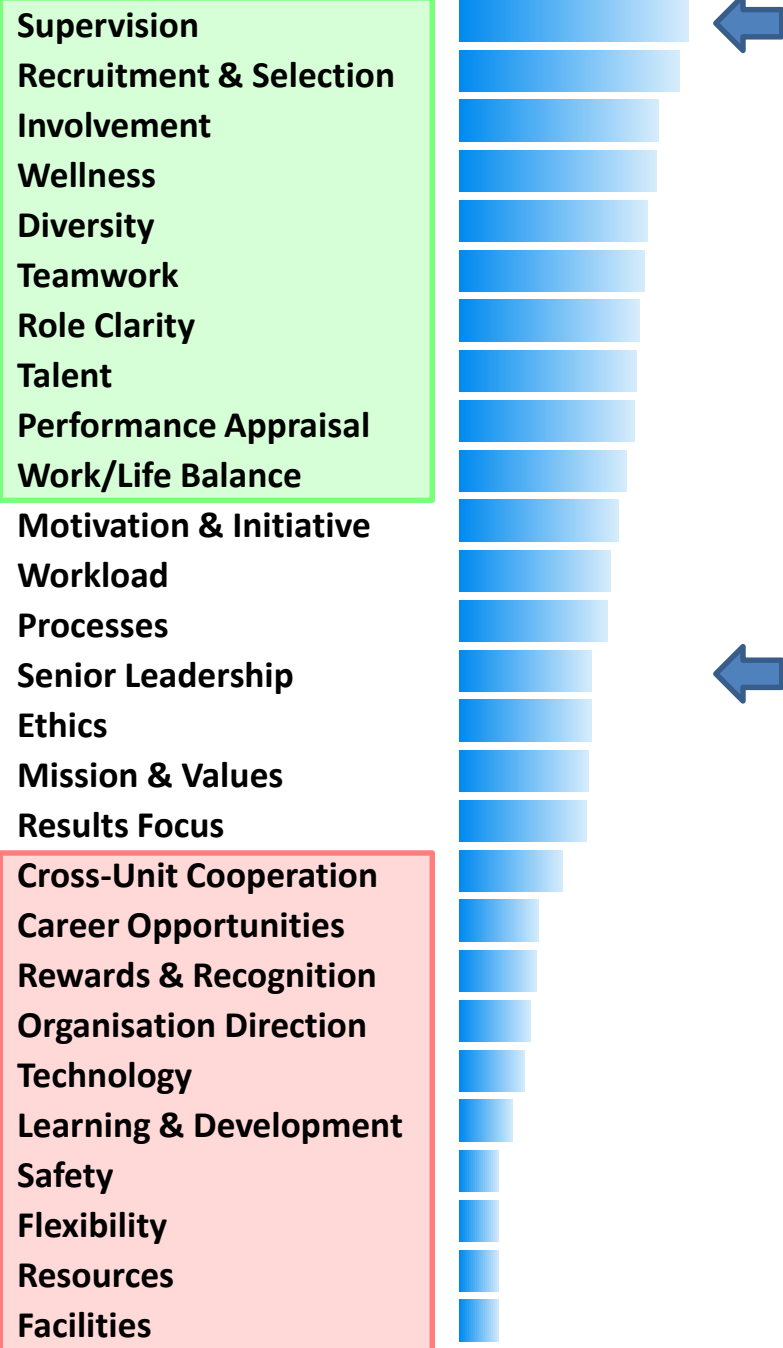 Supervision
Recruitment & Selection
Involvement
Wellness
Diversity
Teamwork
Role Clarity
Talent
Performance Appraisal
Work/Life Balance
Motivation & Initiative
Workload
Processes
Senior Leadership
Ethics
Mission & Values
Results Focus
Cross-Unit Cooperation
Career Opportunities
Rewards & Recognition
Organisation Direction
Technology
Learning & Development
Safety
Flexibility
Resources
Facilities